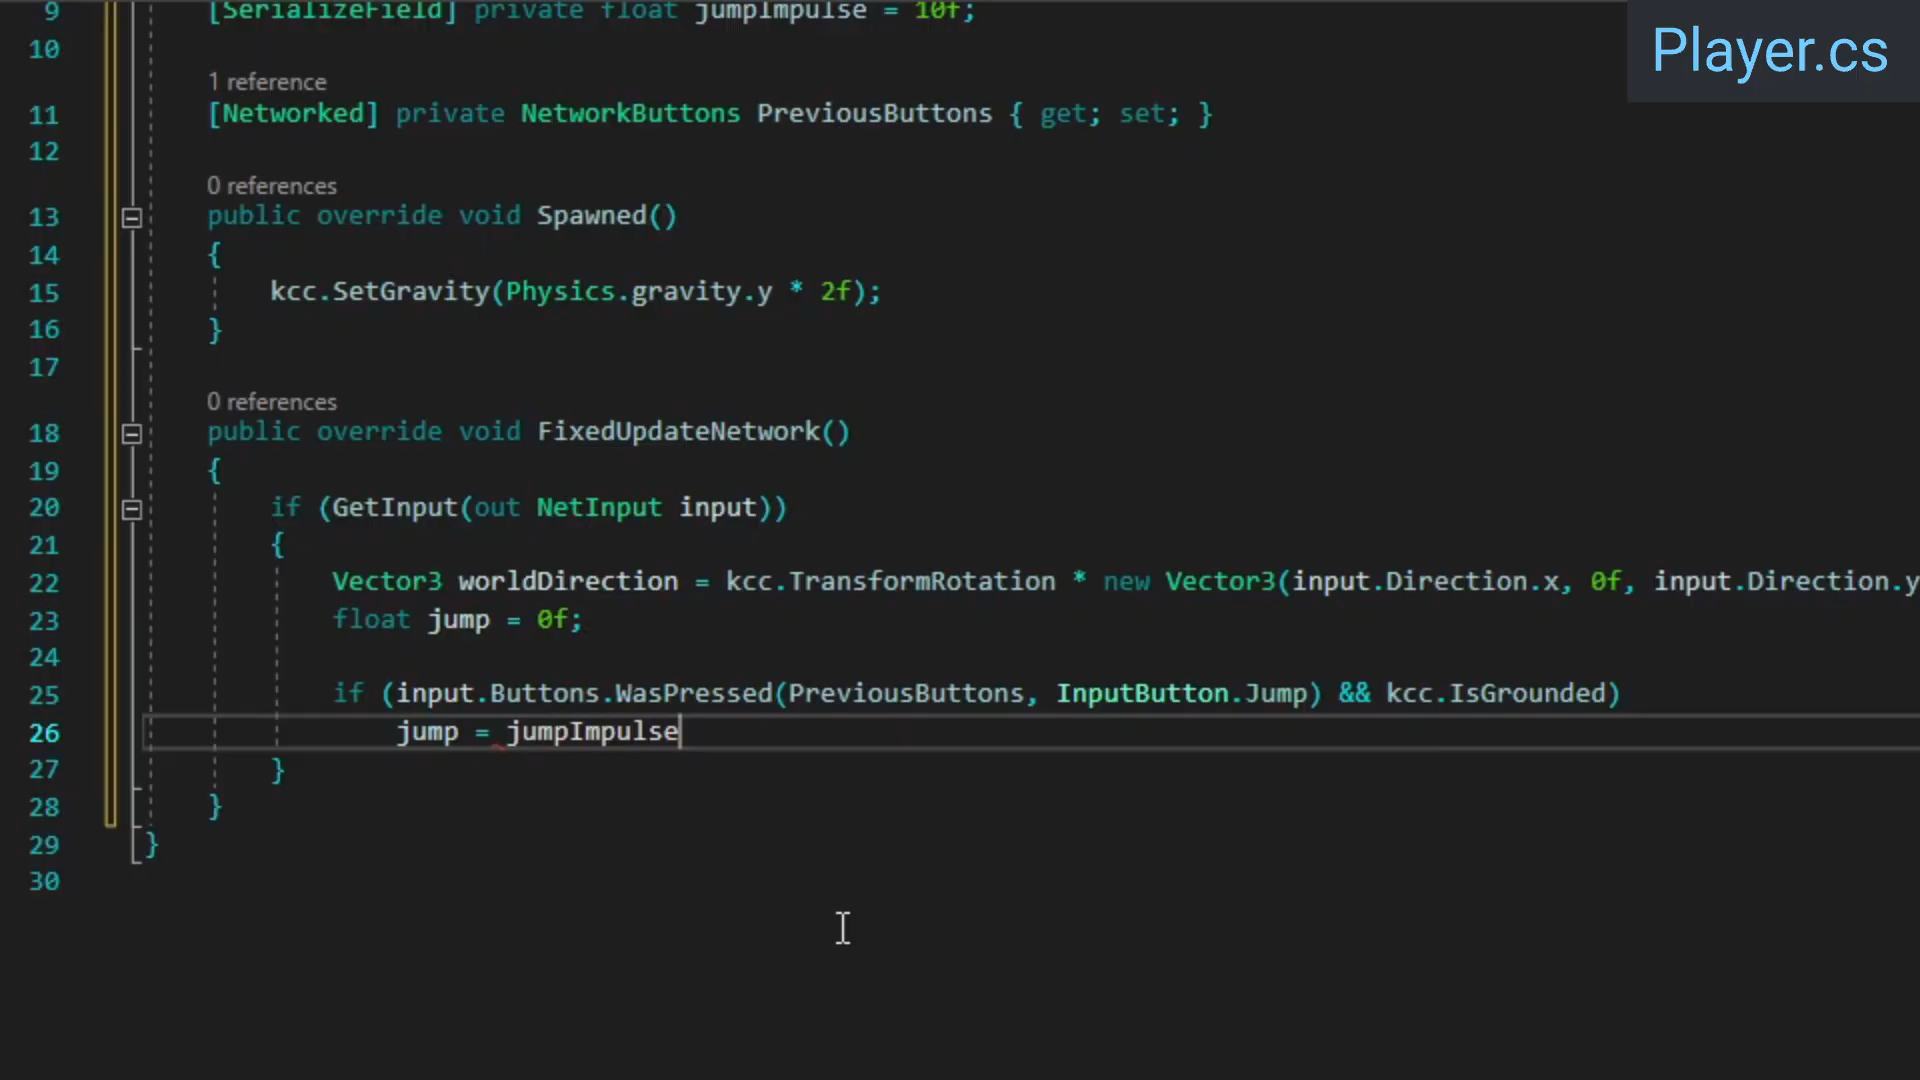 Player.cs
9 [SerializeField] private float jumpImpulse = 10f;
10
1 reference
11 [Networked] private NetworkButtons PreviousButtons { get; set; }
12
0 references
13 public override void Spawned()
14 {
15 kcc.SetGravity(Physics.gravity.y * 2f);
16 }
17
0 references
18 public override void FixedUpdateNetwork()
19 {
20 if (GetInput(out NetInput input))
21 {
22 Vector3 worldDirection = kcc.TransformRotation * new Vector3(input.Direction.x, 0f, input.Direction.y
23 float jump = 0f;
24
25 if (input.Buttons.WasPressed(PreviousButtons, InputButton.Jump) && kcc.IsGrounded)
26 jump = jumpImpulse
27 }
28 }
29 }
30